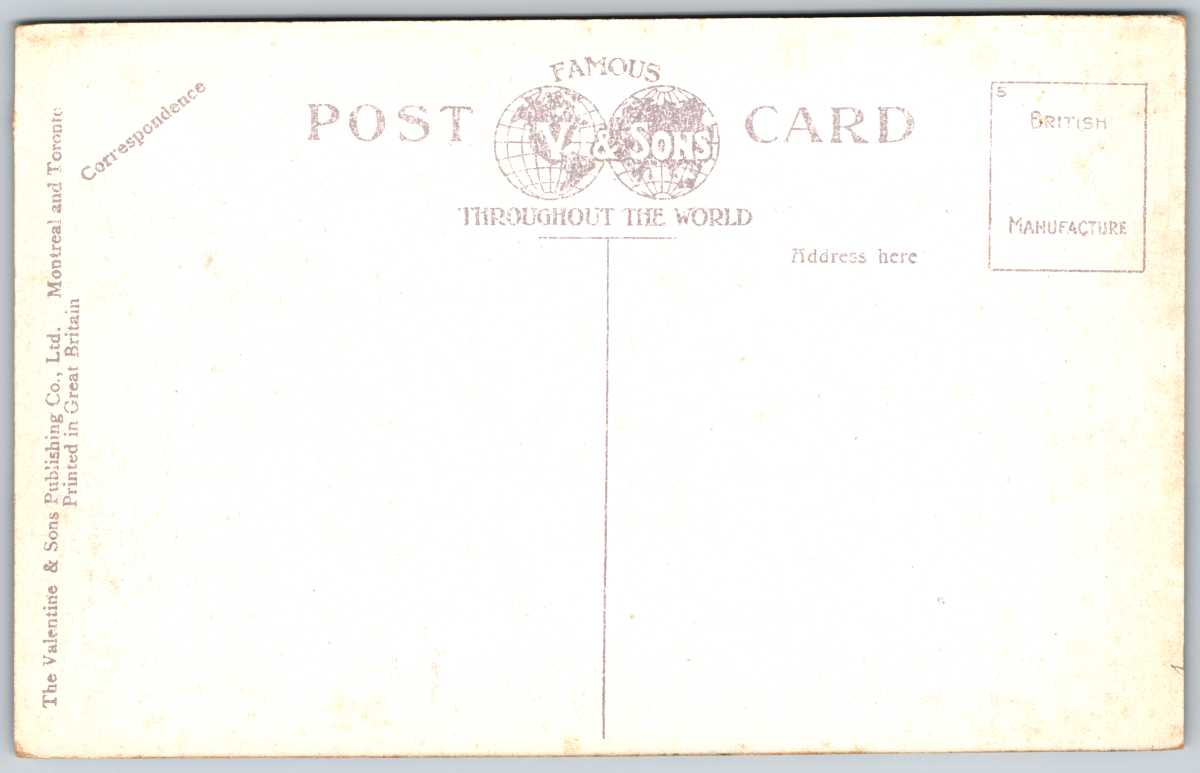 FAMOUS
POST V. & SONS CARD
THROUGHOUT THE WORLD
Correspondence
Address here
5
BRITISH
MANUFACTURE
The Valentine & Sons Publishing Co., Ltd. Montreal and Toronto
Printed in Great Britain